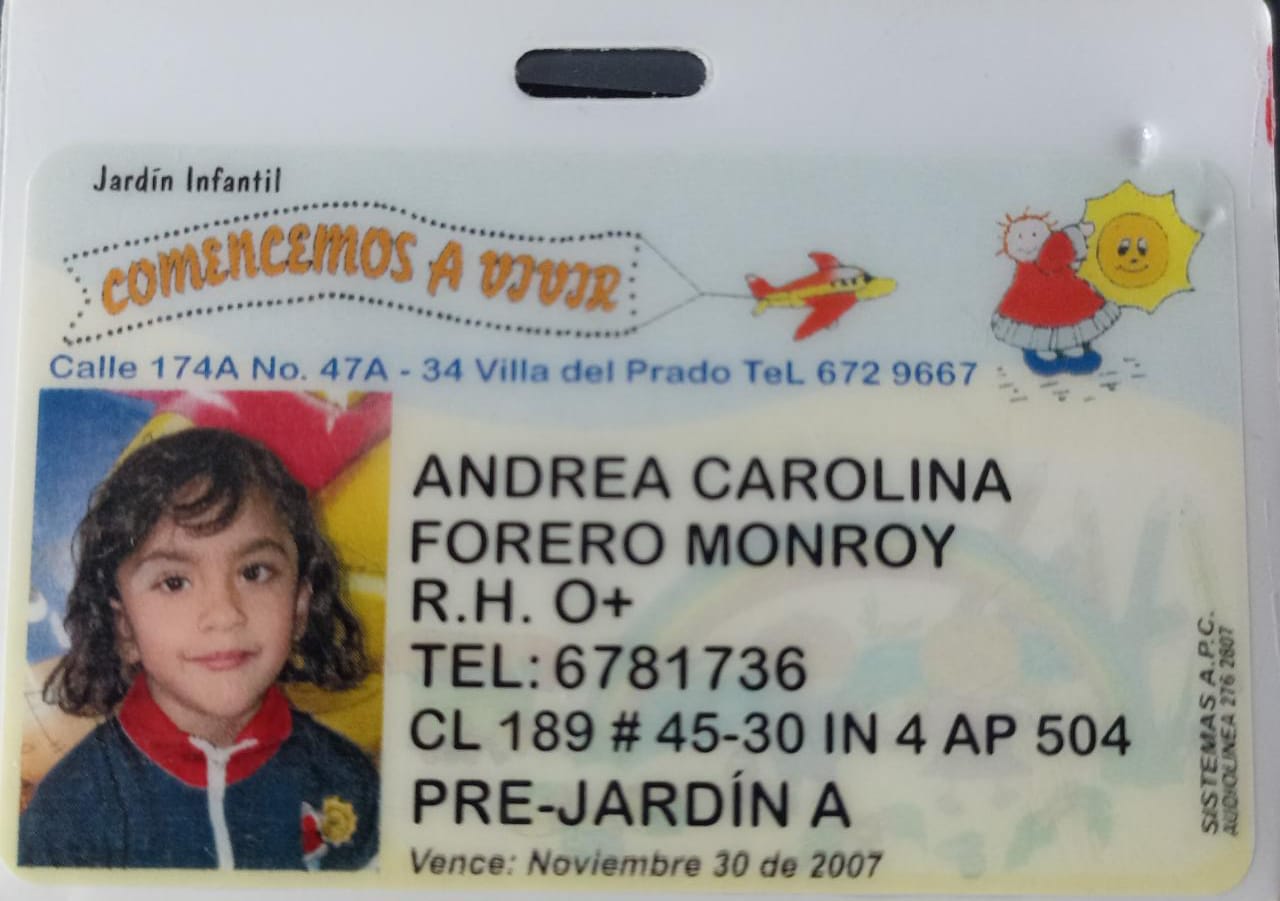 Jardín Infantil
COMENCEMOS A VIVIR
Calle 174A No. 47A - 34 Villa del Prado TeL 672 9667
ANDREA CAROLINA
FORERO MONROY
R.H. O+
TEL: 6781736
CL 189 # 45-30 IN 4 AP 504
PRE-JARDÍN A
Vence: Noviembre 30 de 2007
SISTEMAS A.P.C.
AUDIOLINEA 276 2807